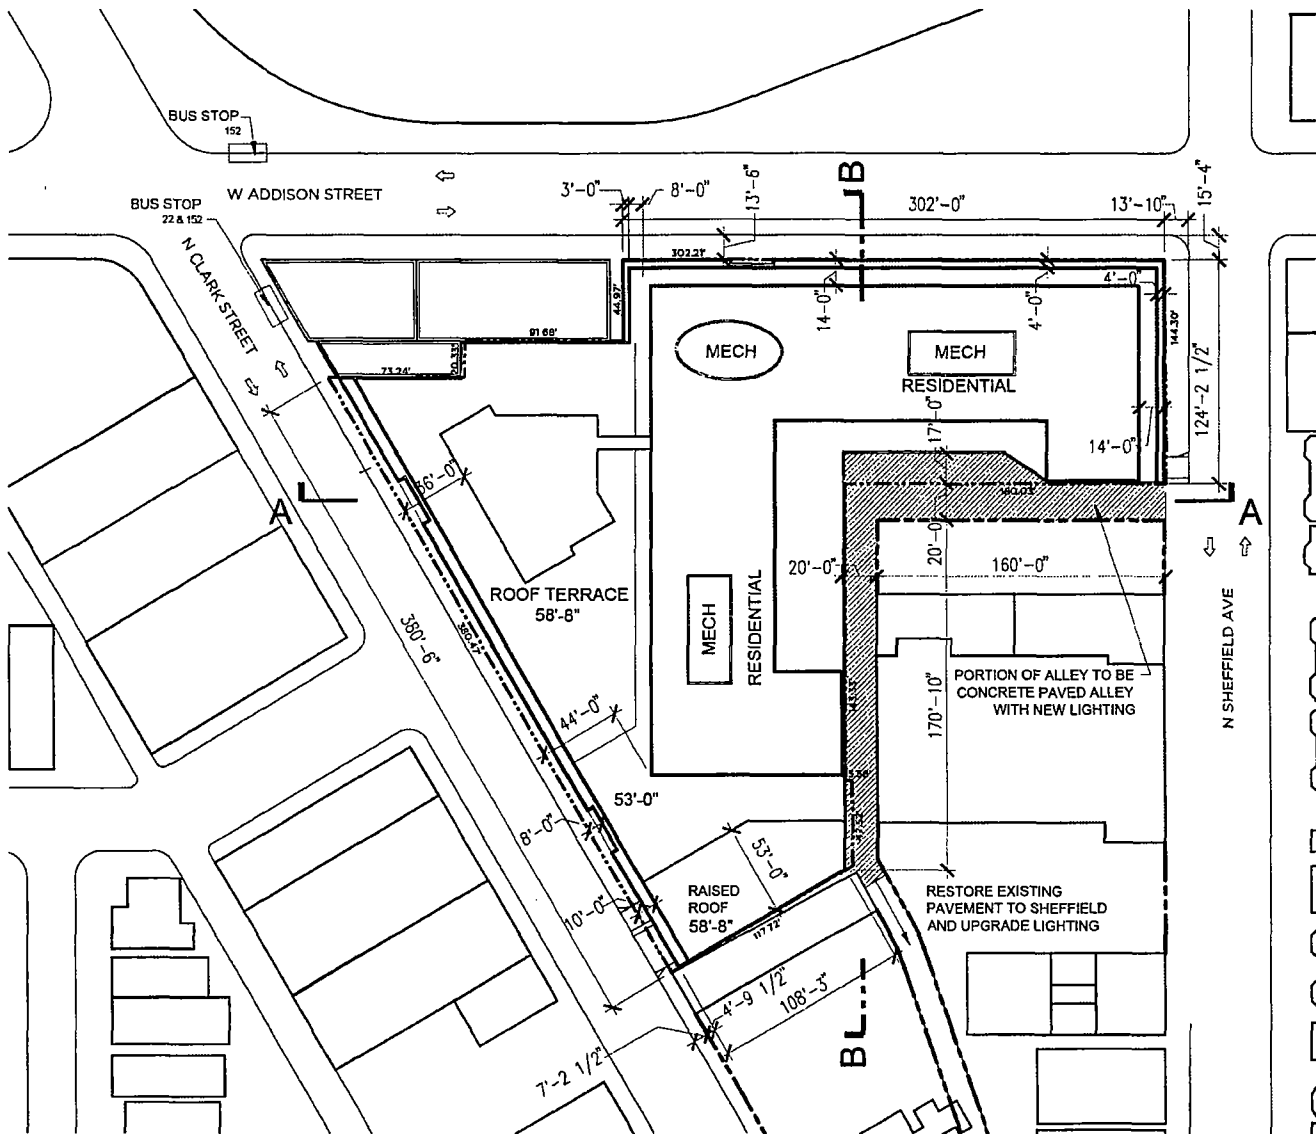 BUS STOP
152
W ADDISON STREET
BUS STOP
22 & 152
N CLARK STREET
3'-0"
8'-0"
13'-6"
B
302'-0"
13'-10"
15'-4"
302.21'
44.97'
14'-0"
4'-0"
4'-0"
144.30'
124'-2 1/2"
91.68'
20.33'
73.24'
MECH
MECH
RESIDENTIAL
17'-0"
14'-0"
36'-0"
A
A
20'-0"
20'-0"
160'-0"
ROOF TERRACE
58'-8"
MECH
RESIDENTIAL
N SHEFFIELD AVE
380'-6"
380.47'
170'-10"
PORTION OF ALLEY TO BE
CONCRETE PAVED ALLEY
WITH NEW LIGHTING
44'-0"
53'-0"
8'-0"
53'-0"
10'-0"
RAISED
ROOF
58'-8"
117.72'
RESTORE EXISTING
PAVEMENT TO SHEFFIELD
AND UPGRADE LIGHTING
4'-9 1/2"
108'-3"
7'-2 1/2"
B